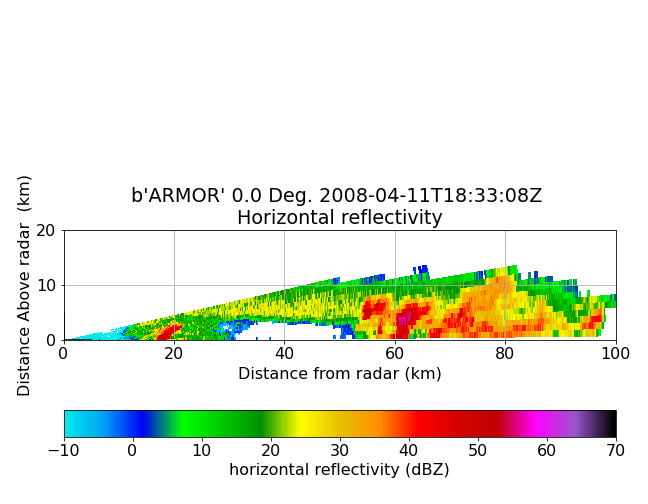 b'ARMOR' 0.0 Deg. 2008-04-11T18:33:08Z
Horizontal reflectivity
Distance Above radar  (km)
20
10
0
0 20 40 60 80 100
Distance from radar (km)
−10 0 10 20 30 40 50 60 70
horizontal reflectivity (dBZ)